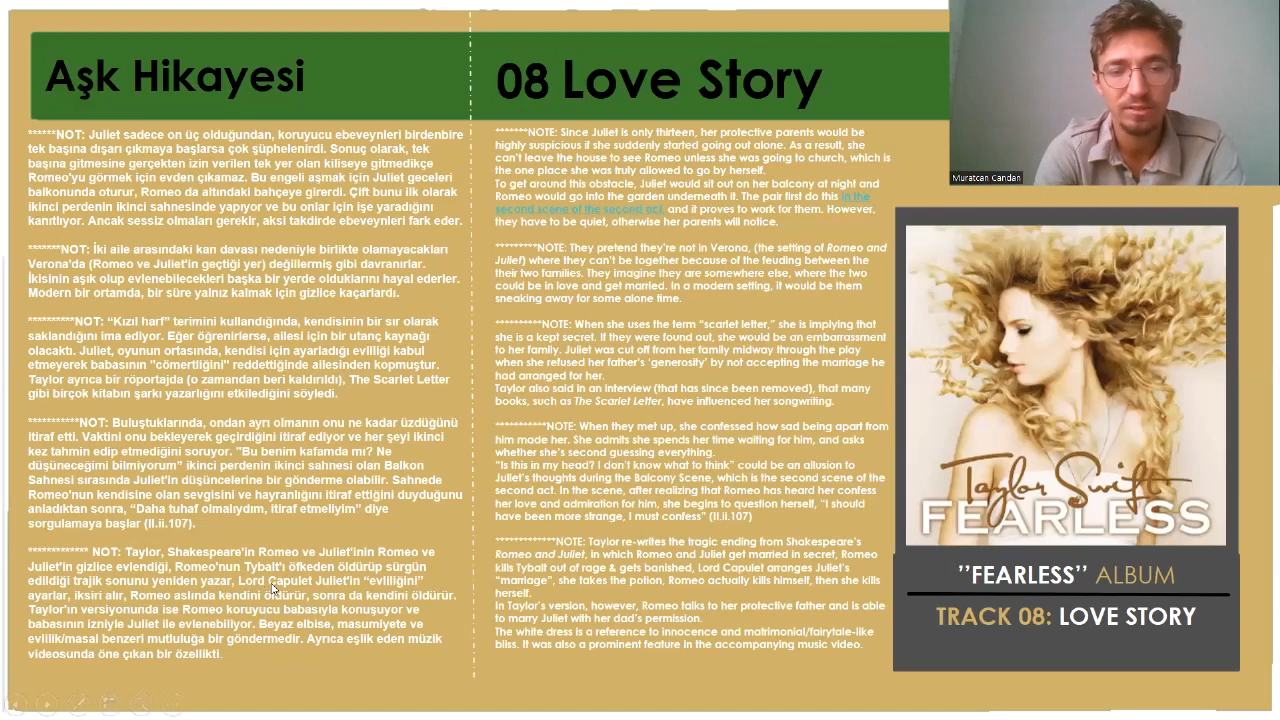 Aşk Hikayesi
******NOT: Juliet sadece on üç olduğundan, koruyucu ebeveynleri birdenbire
tek başına dışarı çıkmaya başlarsa çok şüphelenirdi. Sonuç olarak, tek
başına gitmesine gerçekten izin verilen tek yer olan kiliseye gitmedikçe
Romeo'yu görmek için evden çıkamaz. Bu engeli aşmak için Juliet geceleri
balkonunda oturur, Romeo da altındaki bahçeye girerdi. Çift bunu ilk olarak
ikinci perdenin ikinci sahnesinde yapıyor ve bu onlar için işe yaradığını
kanıtlıyor. Ancak sessiz olmaları gerekir, aksi takdirde ebeveynleri fark eder.
*******NOT: İki aile arasındaki kan davası nedeniyle birlikte olamayacakları
Verona'da (Romeo ve Juliet'in geçtiği yer) değillermiş gibi davranırlar.
İkisinin aşık olup evlenebilecekleri başka bir yerde olduklarını hayal ederler.
Modern bir ortamda, bir süre yalnız kalmak için gizlice kaçarlardı.
**********NOT: “Kızıl harf” terimini kullandığında, kendisinin bir sır olarak
saklandığını ima ediyor. Eğer öğrenirlerse, ailesi için bir utanç kaynağı
olacaktı. Juliet, oyunun ortasında, kendisi için ayarladığı evliliği kabul
etmeyerek babasının "cömertliğini" reddettiğinde ailesinden kopmuştur.
Taylor ayrıca bir röportajda (o zamandan beri kaldırıldı), The Scarlet Letter
gibi birçok kitabın şarkı yazarlığını etkilediğini söyledi.
***********NOT: Buluştuklarında, ondan ayrı olmanın onu ne kadar üzdüğünü
itiraf etti. Vaktini onu bekleyerek geçirdiğini itiraf ediyor ve her şeyi ikinci
kez tahmin edip etmediğini soruyor. "Bu benim kafamda mı? Ne
düşüneceğimi bilmiyorum” ikinci perdenin ikinci sahnesi olan Balkon
Sahnesi sırasında Juliet'in düşüncelerine bir gönderme olabilir. Sahnede
Romeo'nun kendisine olan sevgisini ve hayranlığını itiraf ettiğini duyduğunu
anladıktan sonra, “Daha tuhaf olmalıydım, itiraf etmeliyim” diye
sorgulamaya başlar (II.ii.107).
************* NOT: Taylor, Shakespeare'in Romeo ve Juliet'inin Romeo ve
Juliet'in gizlice evlendiği, Romeo'nun Tybalt'ı öfkeden öldürüp sürgün
edildiği trajik sonunu yeniden yazar, Lord Capulet Juliet'in “evliliğini”
ayarlar, iksiri alır, Romeo aslında kendini öldürür, sonra da kendini öldürür.
Taylor'ın versiyonunda ise Romeo koruyucu babasıyla konuşuyor ve
babasının izniyle Juliet ile evlenebiliyor. Beyaz elbise, masumiyete ve
evlilik/masal benzeri mutluluğa bir göndermedir. Ayrıca eşlik eden müzik
videosunda öne çıkan bir özellikti.
08 Love Story
*******NOTE: Since Juliet is only thirteen, her protective parents would be
highly suspicious if she suddenly started going out alone. As a result, she
can’t leave the house to see Romeo unless she was going to church, which is
the one place she was truly allowed to go by herself.
To get around this obstacle, Juliet would sit out on her balcony at night and
Romeo would go into the garden underneath it. The pair first do this in
the second scene of the second act, and it proves to work for them. However,
they have to be quiet, otherwise her parents will notice.
*********NOTE: They pretend they’re not in Verona, (the setting of Romeo and
Juliet) where they can’t be together because of the feuding between the
their two families. They imagine they are somewhere else, where the two
could be in love and get married. In a modern setting, it would be them
sneaking away for some alone time.
**********NOTE: When she uses the term “scarlet letter,” she is implying that
she is a kept secret. If they were found out, she would be an embarrassment
to her family. Juliet was cut off from her family midway through the play
when she refused her father’s ‘generosity’ by not accepting the marriage he
had arranged for her.
Taylor also said in an interview (that has since been removed), that many
books, such as The Scarlet Letter, have influenced her songwriting.
***********NOTE: When they met up, she confessed how sad being apart from
him made her. She admits she spends her time waiting for him, and asks
whether she’s second guessing everything.
“Is this in my head? I don’t know what to think” could be an allusion to
Juliet’s thoughts during the Balcony Scene, which is the second scene of the
second act. In the scene, after realizing that Romeo has heard her confess
her love and admiration for him, she begins to question herself, “I should
have been more strange, I must confess” (II.ii.107)
*************NOTE: Taylor re-writes the tragic ending from Shakespeare’s
Romeo and Juliet, in which Romeo and Juliet get married in secret, Romeo
kills Tybalt out of rage & gets banished, Lord Capulet arranges Juliet’s
“marriage”, she takes the potion, Romeo actually kills himself, then she kills
herself.
In Taylor’s version, however, Romeo talks to her protective father and is able
to marry Juliet with her dad’s permission.
The white dress is a reference to innocence and matrimonial/fairytale-like
bliss. It was also a prominent feature in the accompanying music video.
Muratcan Candan
Taylor Swift
FEARLESS
’’FEARLESS’’ ALBUM
TRACK 08: LOVE STORY